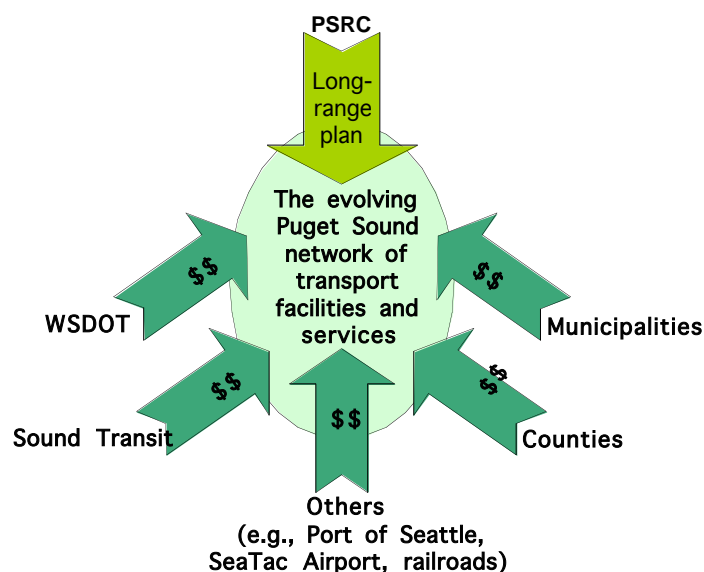 PSRC
Long-
range
plan
The evolving
Puget Sound
network of
transport
facilities and
services
$$
$$
WSDOT
Municipalities
$$
$$
$$
Sound Transit
Counties
Others
(e.g., Port of Seattle,
SeaTac Airport, railroads)